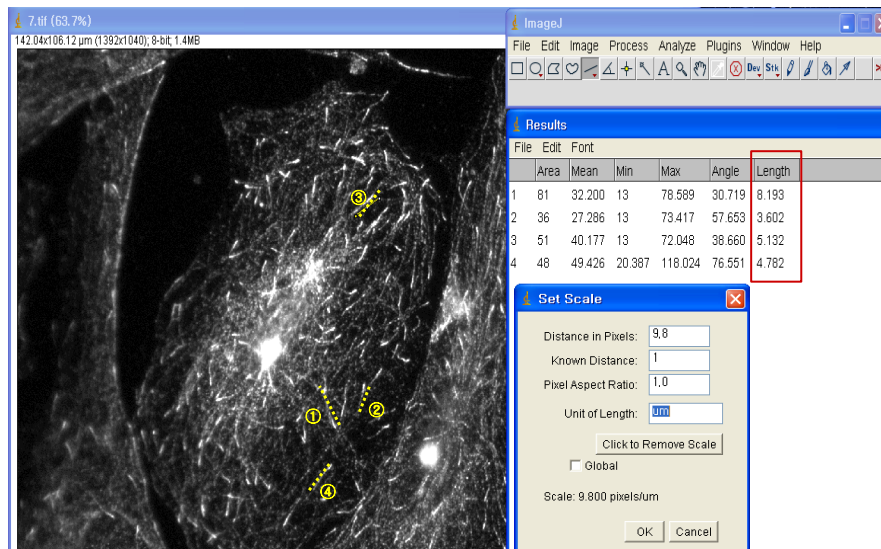 7.tif (63.7%)
142.04x106.12 µm (1392x1040); 8-bit; 1.4MB
③
①
②
④
ImageJ
File Edit Image Process Analyze Plugins Window Help
A Dev Stk
Results
File Edit Font
Area Mean Min Max Angle Length
1 81 32.200 13 78.589 30.719 8.193
2 36 27.286 13 73.417 57.653 3.602
3 51 40.177 13 72.048 38.660 5.132
4 48 49.426 20.387 118.024 76.551 4.782
Set Scale
Distance in Pixels: 9.8
Known Distance: 1
Pixel Aspect Ratio: 1.0
Unit of Length: um
Click to Remove Scale
Global
Scale: 9.800 pixels/um
OK Cancel